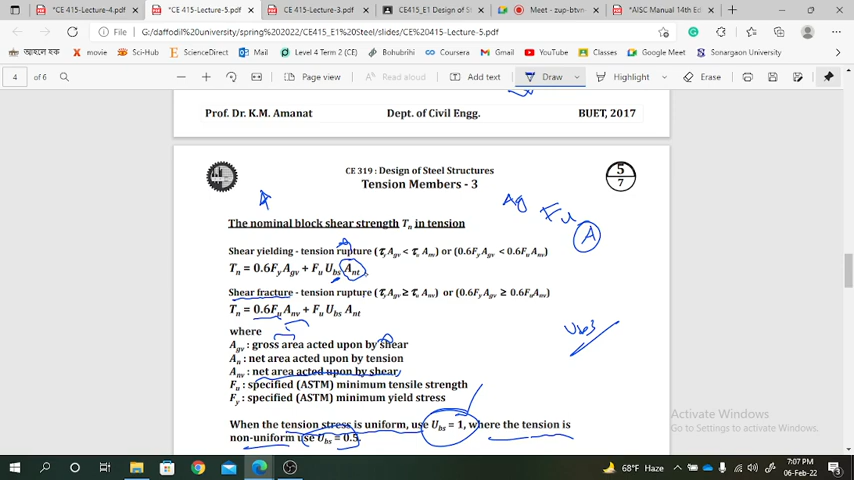 *CE 415-Lecture-4.pdf
*CE 415-Lecture-5.pdf
CE 415-Lecture-3.pdf
CE415_E1 Design of St
Meet - zup-btvn-
*AISC Manual 14th Ed
File | G:/daffodil university/spring 2022/CE415_E1Steel/slides/CE%20415-Lecture-5.pdf
movie
Sci-Hub
ScienceDirect
Mail
Level 4 Term 2 (CE)
Bohubrihi
Coursera
Gmail
YouTube
Classes
Google Meet
Sonargaon University
4 of 6
Page view
Read aloud
Add text
Draw
Highlight
Erase
Prof. Dr. K.M. Amanat Dept. of Civil Engg. BUET, 2017
CE 319 : Design of Steel Structures
Tension Members - 3
5
7
Ag Fu
A
The nominal block shear strength Tn in tension
Shear yielding - tension rupture (τyAgv < τu Anv) or (0.6FyAgv < 0.6FuAnv)
Tn = 0.6FyAgv + Fu Ubs Ant
Shear fracture - tension rupture (τyAgv ≥ τu Anv) or (0.6FyAgv ≥ 0.6FuAnv)
Tn = 0.6Fu Anv + Fu Ubs Ant
where
Agv : gross area acted upon by shear
An : net area acted upon by tension
Anv : net area acted upon by shear
Fu : specified (ASTM) minimum tensile strength
Fy : specified (ASTM) minimum yield stress
When the tension stress is uniform, use Ubs = 1, where the tension is
non-uniform use Ubs = 0.5.
Activate Windows
Go to Settings to activate Windows.
68°F Haze
7:07 PM
06-Feb-22
3